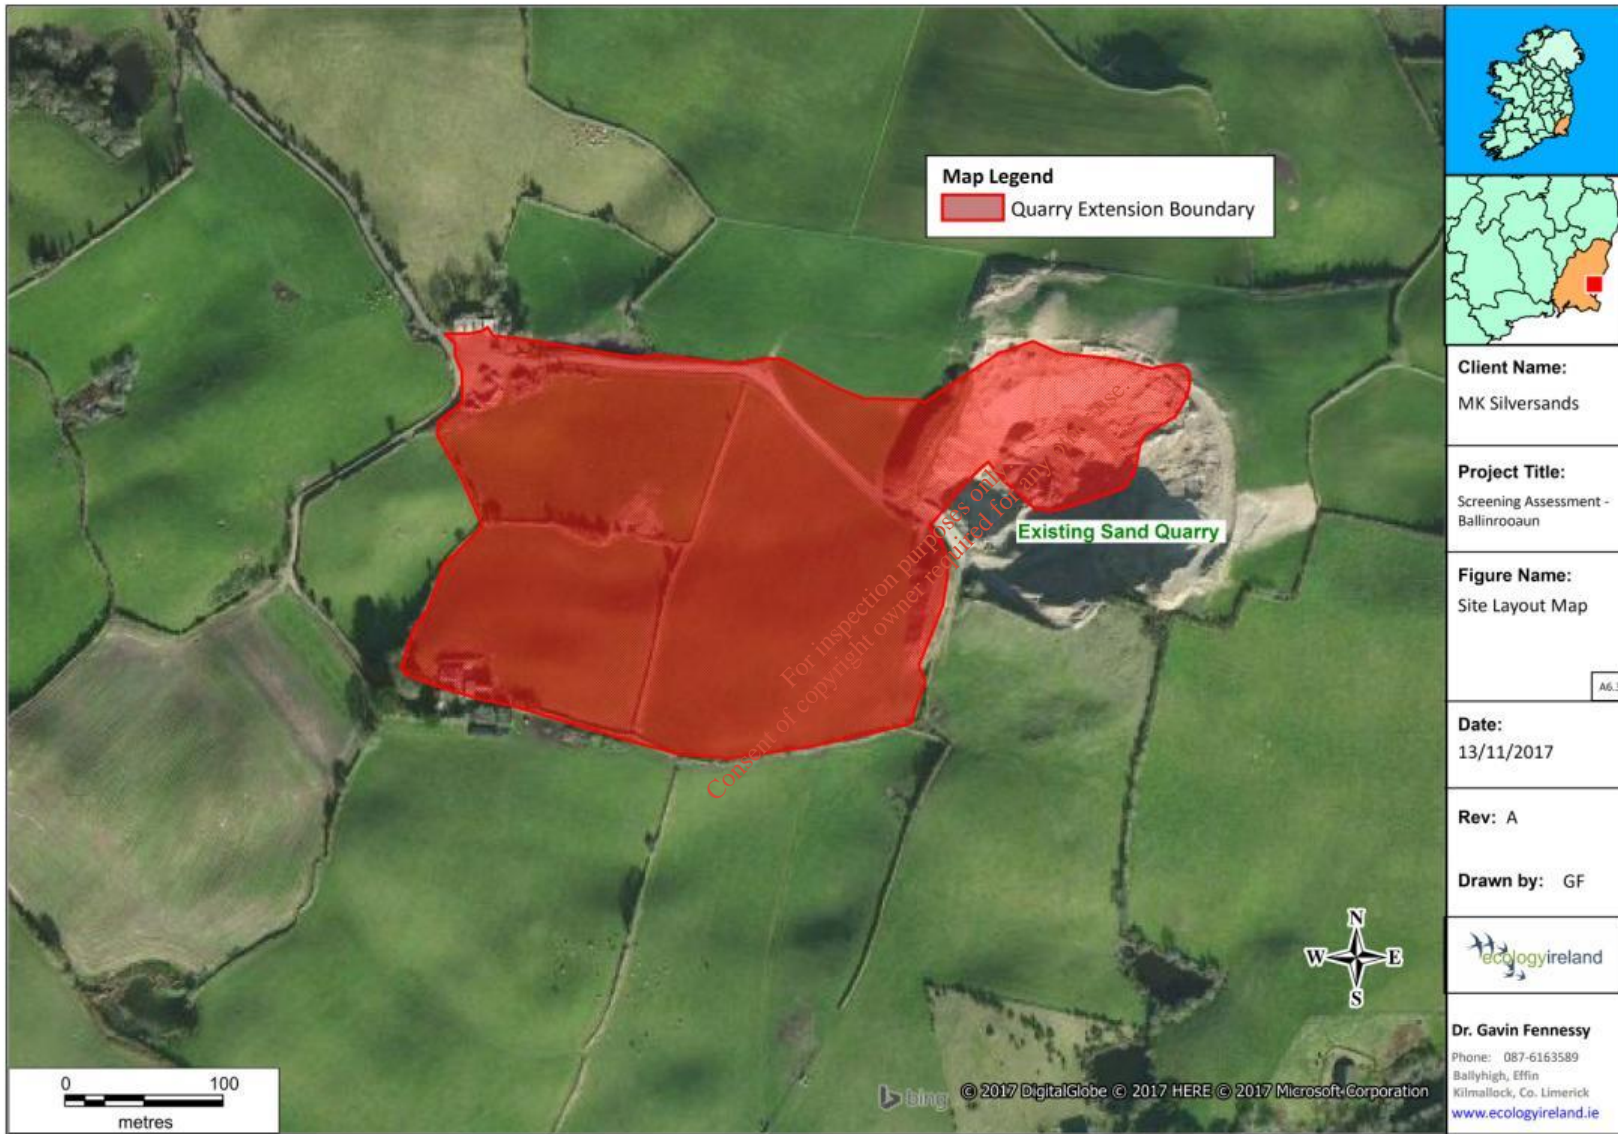 Map Legend
Quarry Extension Boundary
Existing Sand Quarry
For inspection purposes only.
Consent of copyright owner required for any other use.
N
W E
S
0 100
metres
bing
© 2017 DigitalGlobe © 2017 HERE © 2017 Microsoft Corporation
Client Name:
MK Silversands
Project Title:
Screening Assessment -
Ballinrooaun
Figure Name:
Site Layout Map
Date:
13/11/2017
Rev: A
Drawn by: GF
ecologyireland
Dr. Gavin Fennessy
Phone: 087-6163589
Ballyhigh, Effin
Kilmallock, Co. Limerick
www.ecologyireland.ie